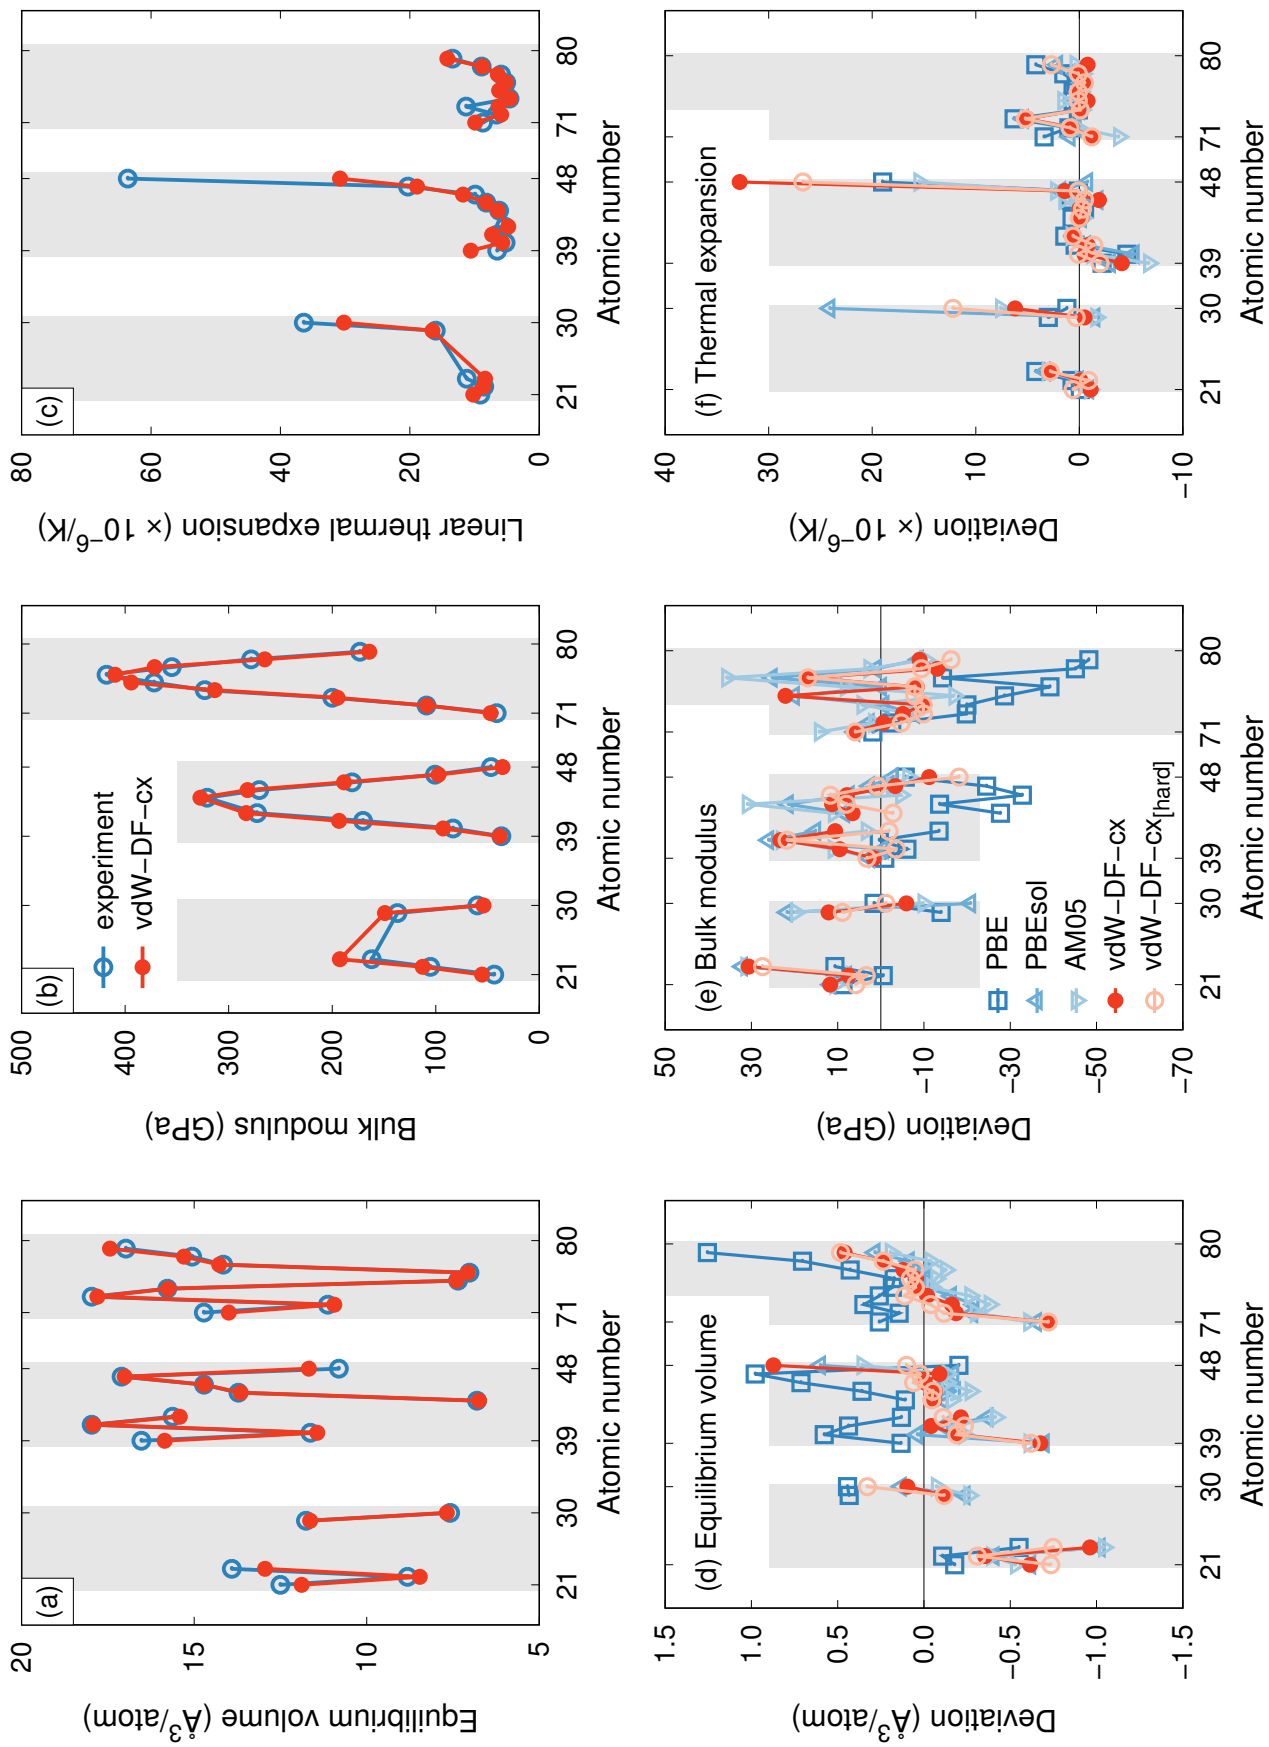 (a)
Equilibrium volume (Å³/atom)
20
15
10
5
21
30
39
48
71
80
Atomic number
(b)
experiment
vdW−DF−cx
Bulk modulus (GPa)
500
400
300
200
100
0
21
30
39
48
71
80
Atomic number
(c)
Linear thermal expansion (× 10⁻⁶/K)
80
60
40
20
0
21
30
39
48
71
80
Atomic number
(d) Equilibrium volume
Deviation (Å³/atom)
1.5
1.0
0.5
0.0
−0.5
−1.0
−1.5
21
30
39
48
71
80
Atomic number
(e) Bulk modulus
Deviation (GPa)
50
30
10
−10
−30
−50
−70
PBE
PBEsol
AM05
vdW−DF−cx
vdW−DF−cx[hard]
21
30
39
48
71
80
Atomic number
(f) Thermal expansion
Deviation (× 10⁻⁶/K)
40
30
20
10
0
−10
21
30
39
48
71
80
Atomic number